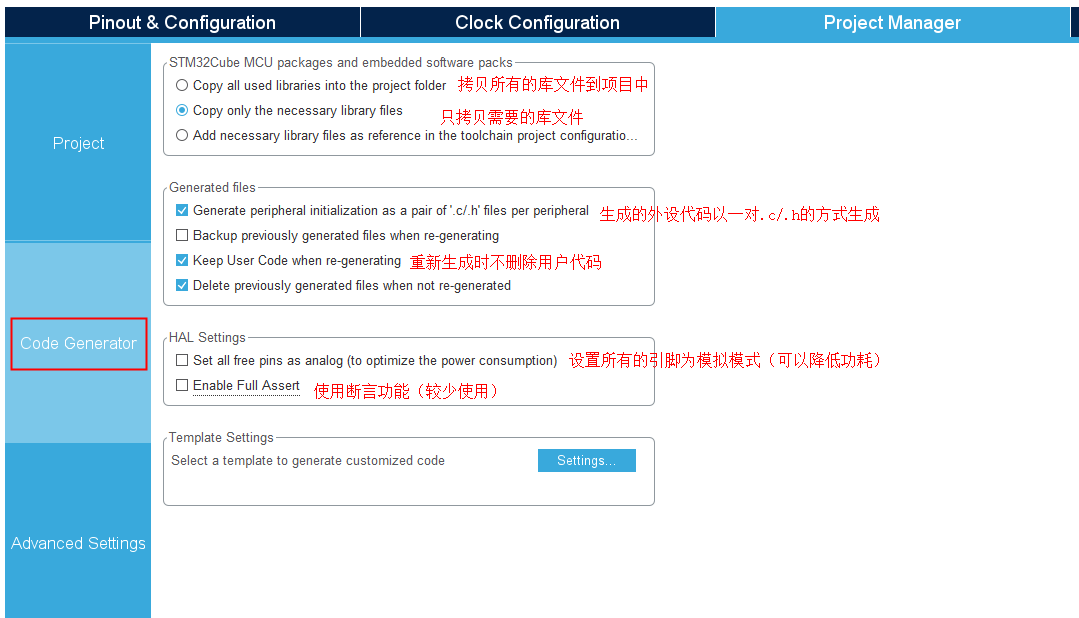 Pinout & Configuration
Clock Configuration
Project Manager
Project
Code Generator
Advanced Settings
STM32Cube MCU packages and embedded software packs
Copy all used libraries into the project folder 拷贝所有的库文件到项目中
Copy only the necessary library files 只拷贝需要的库文件
Add necessary library files as reference in the toolchain project configuratio...
Generated files
Generate peripheral initialization as a pair of '.c/.h' files per peripheral 生成的外设代码以一对.c/.h的方式生成
Backup previously generated files when re-generating
Keep User Code when re-generating 重新生成时不删除用户代码
Delete previously generated files when not re-generated
HAL Settings
Set all free pins as analog (to optimize the power consumption) 设置所有的引脚为模拟模式（可以降低功耗）
Enable Full Assert 使用断言功能（较少使用）
Template Settings
Select a template to generate customized code Settings...